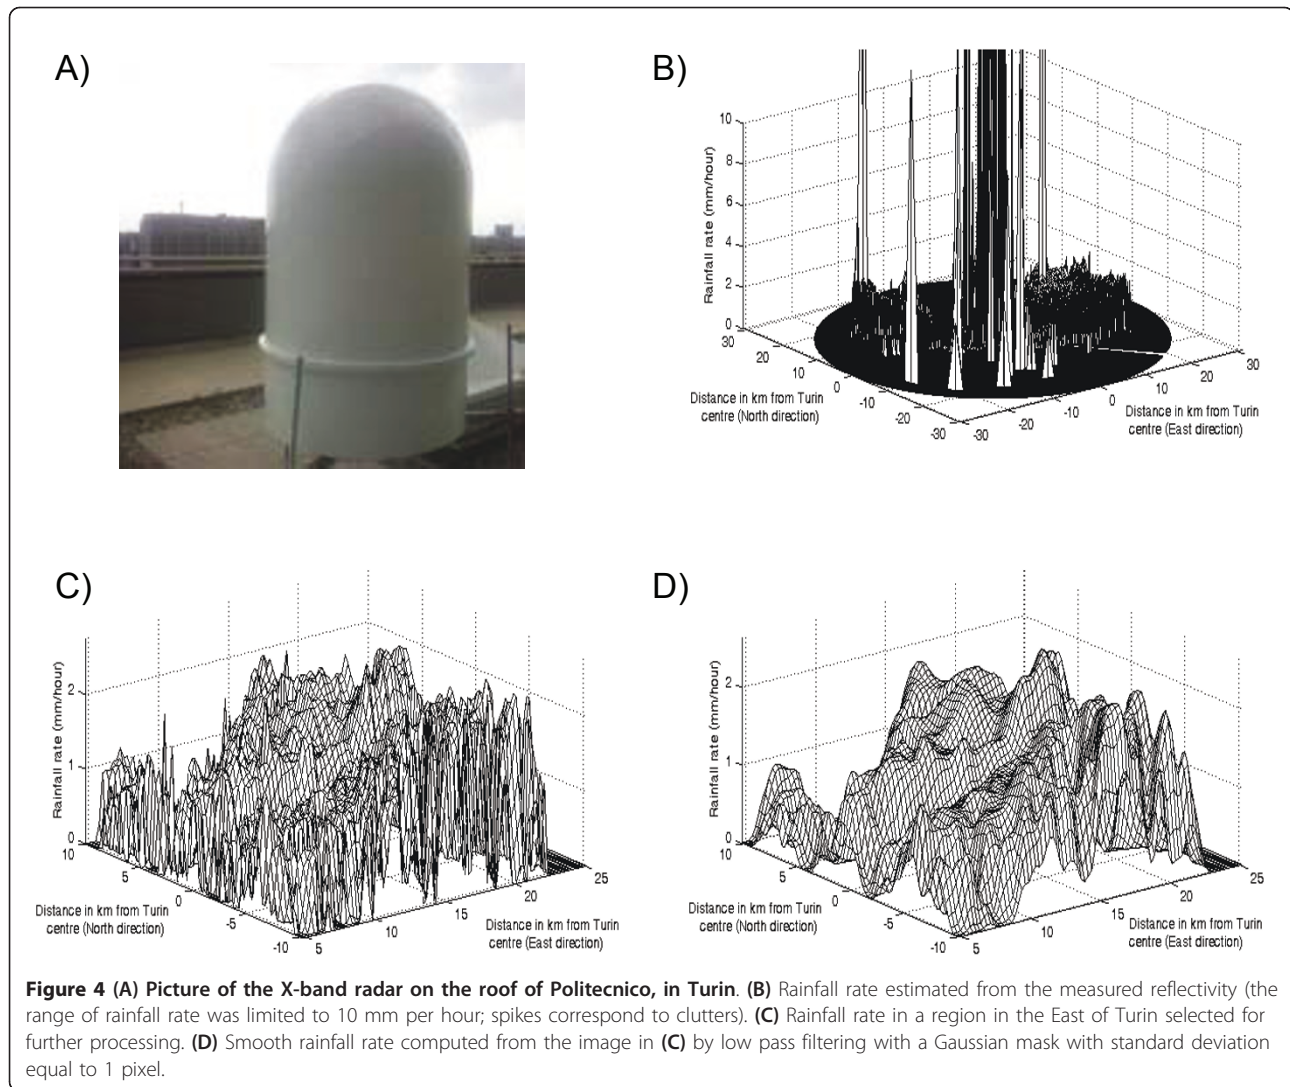 A)
B)
10
8
6
4
2
0
Rainfall rate (mm/hour)
30
20
10
0
-10
-20
-30
Distance in km from Turin
centre (North direction)
-30
-20
-10
0
10
20
30
Distance in km from Turin
centre (East direction)
C)
2
1
0
Rainfall rate (mm/hour)
10
5
0
-5
-10
Distance in km from Turin
centre (North direction)
5
10
15
20
25
Distance in km from Turin
centre (East direction)
D)
2
1
0
Rainfall rate (mm/hour)
10
5
0
-5
-10
Distance in km from Turin
centre (North direction)
5
10
15
20
25
Distance in km from Turin
centre (East direction)
Figure 4 (A) Picture of the X-band radar on the roof of Politecnico, in Turin. (B) Rainfall rate estimated from the measured reflectivity (the
range of rainfall rate was limited to 10 mm per hour; spikes correspond to clutters). (C) Rainfall rate in a region in the East of Turin selected for
further processing. (D) Smooth rainfall rate computed from the image in (C) by low pass filtering with a Gaussian mask with standard deviation
equal to 1 pixel.